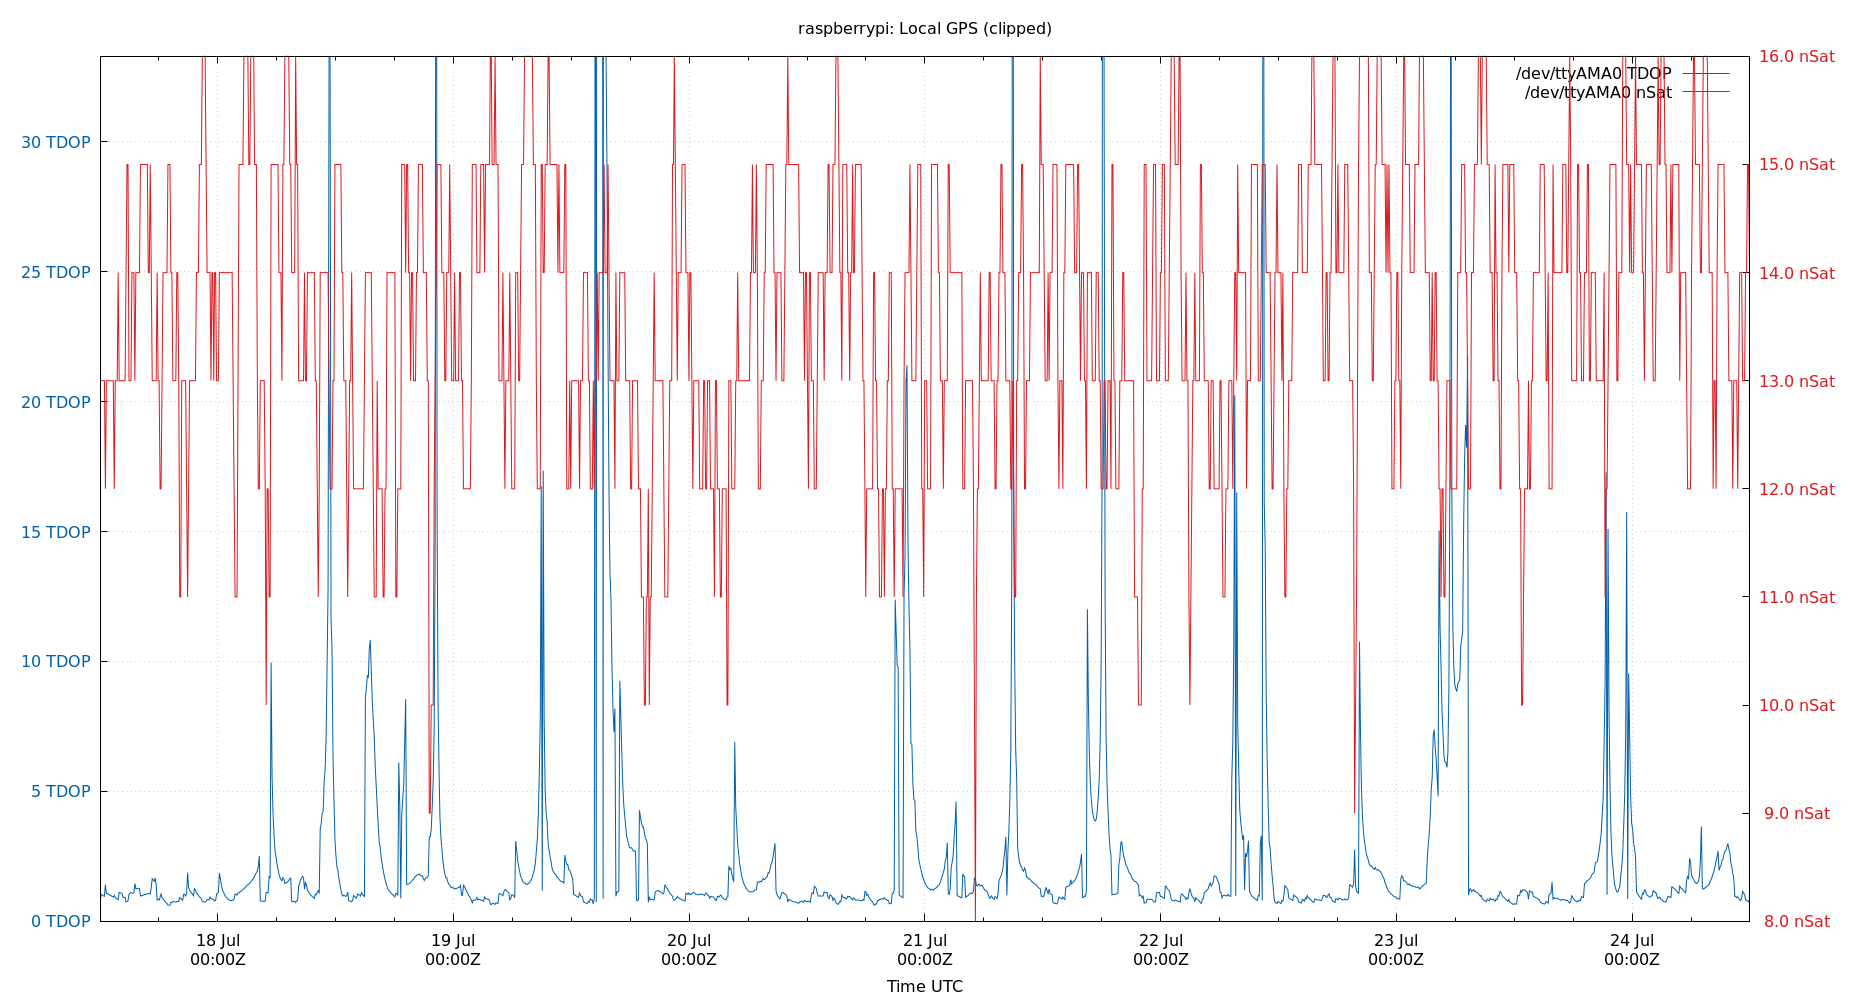 raspberrypi: Local GPS (clipped)
/dev/ttyAMA0 TDOP
/dev/ttyAMA0 nSat
30 TDOP
25 TDOP
20 TDOP
15 TDOP
10 TDOP
5 TDOP
0 TDOP
16.0 nSat
15.0 nSat
14.0 nSat
13.0 nSat
12.0 nSat
11.0 nSat
10.0 nSat
9.0 nSat
8.0 nSat
18 Jul
00:00Z
19 Jul
00:00Z
20 Jul
00:00Z
21 Jul
00:00Z
22 Jul
00:00Z
23 Jul
00:00Z
24 Jul
00:00Z
Time UTC